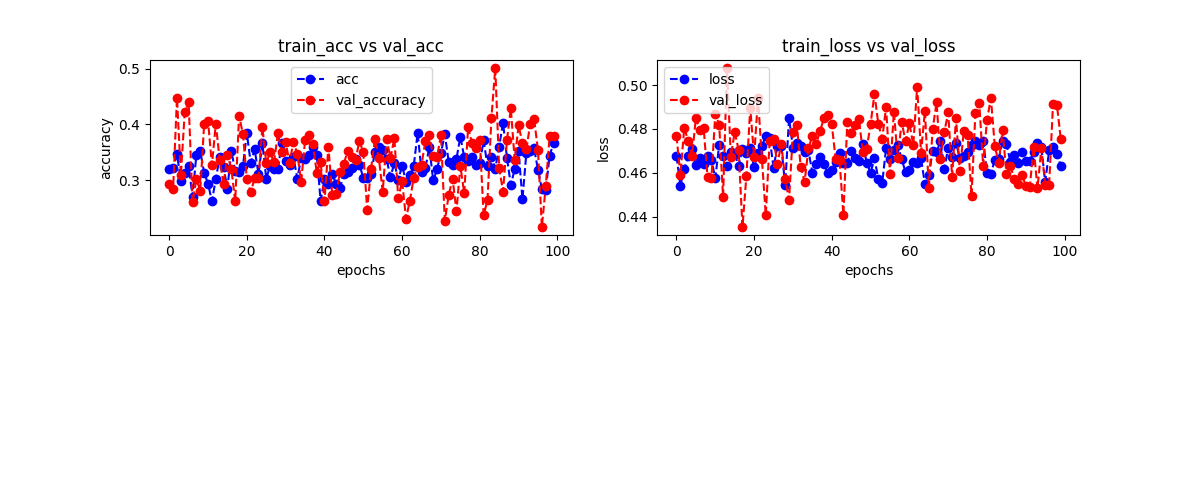 train_acc vs val_acc
acc
val_accuracy
accuracy
0.5
0.4
0.3
0 20 40 60 80 100
epochs
train_loss vs val_loss
loss
val_loss
loss
0.50
0.48
0.46
0.44
0 20 40 60 80 100
epochs